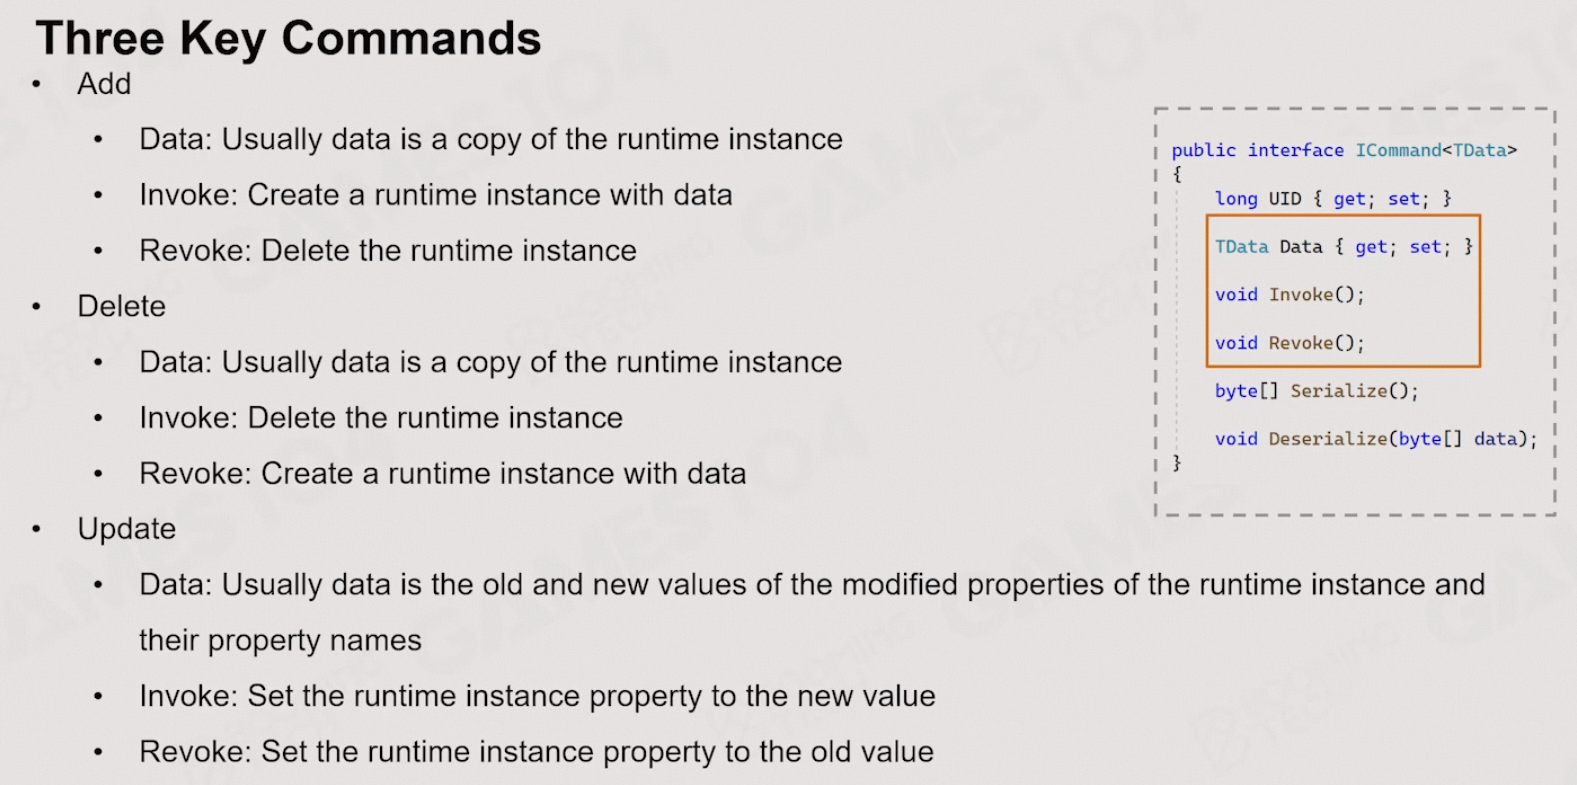 Three Key Commands
• Add
• Data: Usually data is a copy of the runtime instance
• Invoke: Create a runtime instance with data
• Revoke: Delete the runtime instance
• Delete
• Data: Usually data is a copy of the runtime instance
• Invoke: Delete the runtime instance
• Revoke: Create a runtime instance with data
• Update
• Data: Usually data is the old and new values of the modified properties of the runtime instance and
their property names
• Invoke: Set the runtime instance property to the new value
• Revoke: Set the runtime instance property to the old value
public interface ICommand<TData>
{
long UID { get; set; }
TData Data { get; set; }
void Invoke();
void Revoke();
byte[] Serialize();
void Deserialize(byte[] data);
}
GAMES 104
BOOMING
TECH